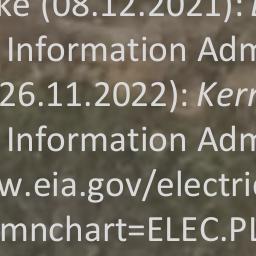 ke (08.12.2021):
Information Adm
26.11.2022): Kerr
Information Adm
w.eia.gov/electri
mnchart=ELEC.PL